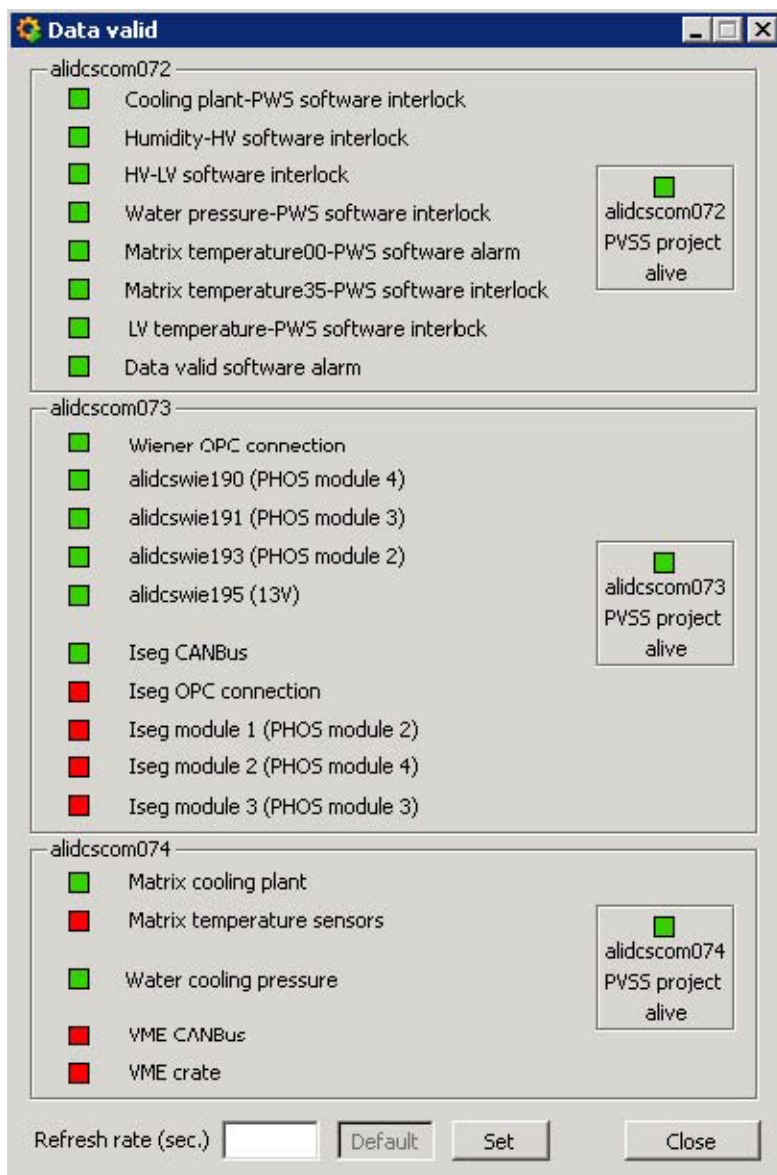 Data valid
alidcscom072
Cooling plant-PWS software interlock
Humidity-HV software interlock
HV-LV software interlock
Water pressure-PWS software interlock
Matrix temperature00-PWS software alarm
Matrix temperature35-PWS software interlock
LV temperature-PWS software interlock
Data valid software alarm
alidcscom072
PVSS project
alive
alidcscom073
Wiener OPC connection
alidcswie190 (PHOS module 4)
alidcswie191 (PHOS module 3)
alidcswie193 (PHOS module 2)
alidcswie195 (13V)
Iseg CANBus
Iseg OPC connection
Iseg module 1 (PHOS module 2)
Iseg module 2 (PHOS module 4)
Iseg module 3 (PHOS module 3)
alidcscom073
PVSS project
alive
alidcscom074
Matrix cooling plant
Matrix temperature sensors
Water cooling pressure
VME CANBus
VME crate
alidcscom074
PVSS project
alive
Refresh rate (sec.) Default Set Close